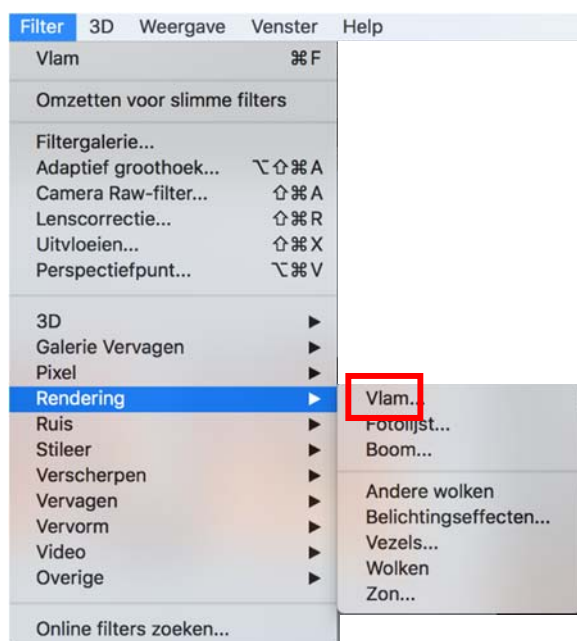 Filter 3D Weergave Venster Help
Vlam ⌘F
Omzetten voor slimme filters
Filtergalerie...
Adaptief groothoek... ⌥⇧⌘A
Camera Raw-filter... ⇧⌘A
Lenscorrectie... ⇧⌘R
Uitvloeien... ⇧⌘X
Perspectiefpunt... ⌥⌘V
3D
Galerie Vervagen
Pixel
Rendering
Ruis
Stileer
Verscherpen
Vervagen
Vervorm
Video
Overige
Online filters zoeken...
Vlam...
Fotolijst...
Boom...
Andere wolken
Belichtingseffecten...
Vezels...
Wolken
Zon...